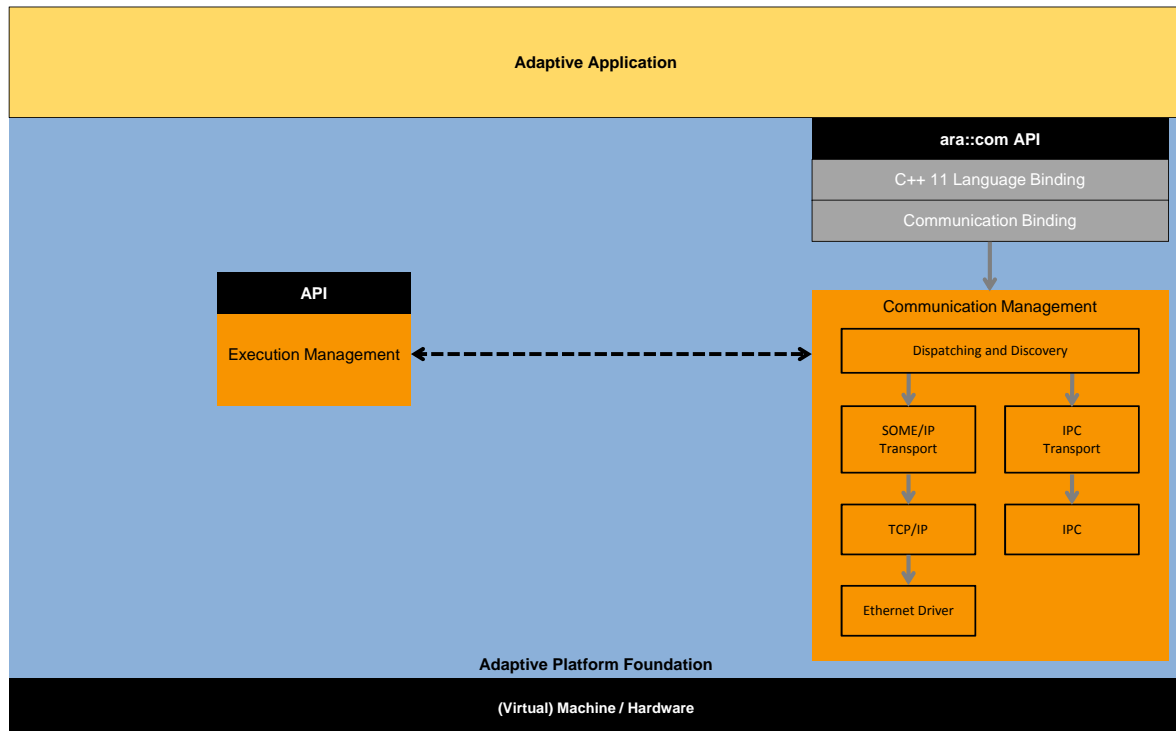 Adaptive Application
ara::com API
C++ 11 Language Binding
Communication Binding
API
Execution Management
Communication Management
Dispatching and Discovery
SOME/IP
Transport
IPC
Transport
TCP/IP
IPC
Ethernet Driver
Adaptive Platform Foundation
(Virtual) Machine / Hardware